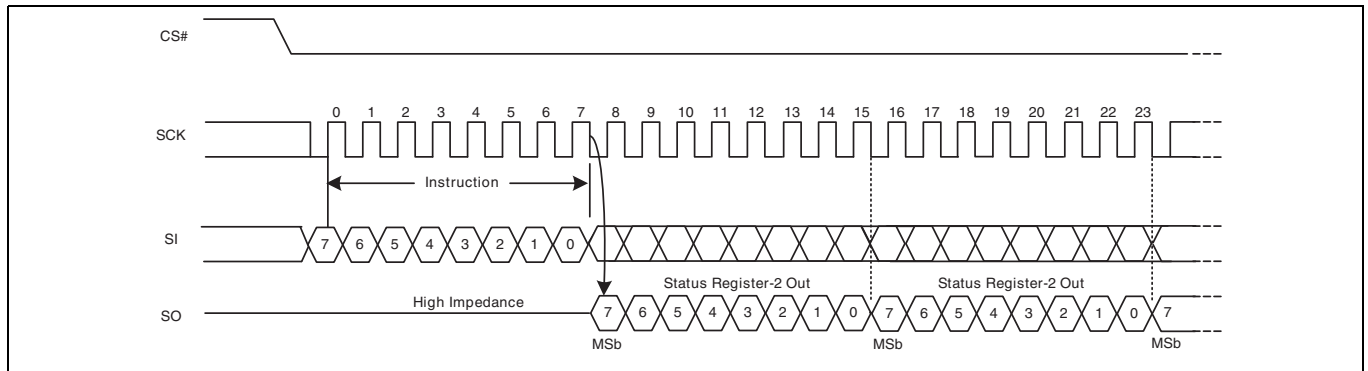 CS#
0 1 2 3 4 5 6 7 8 9 10 11 12 13 14 15 16 17 18 19 20 21 22 23
SCK
Instruction
SI
7 6 5 4 3 2 1 0
Status Register-2 Out Status Register-2 Out
High Impedance
SO
7 6 5 4 3 2 1 0 7 6 5 4 3 2 1 0 7
MSb MSb MSb